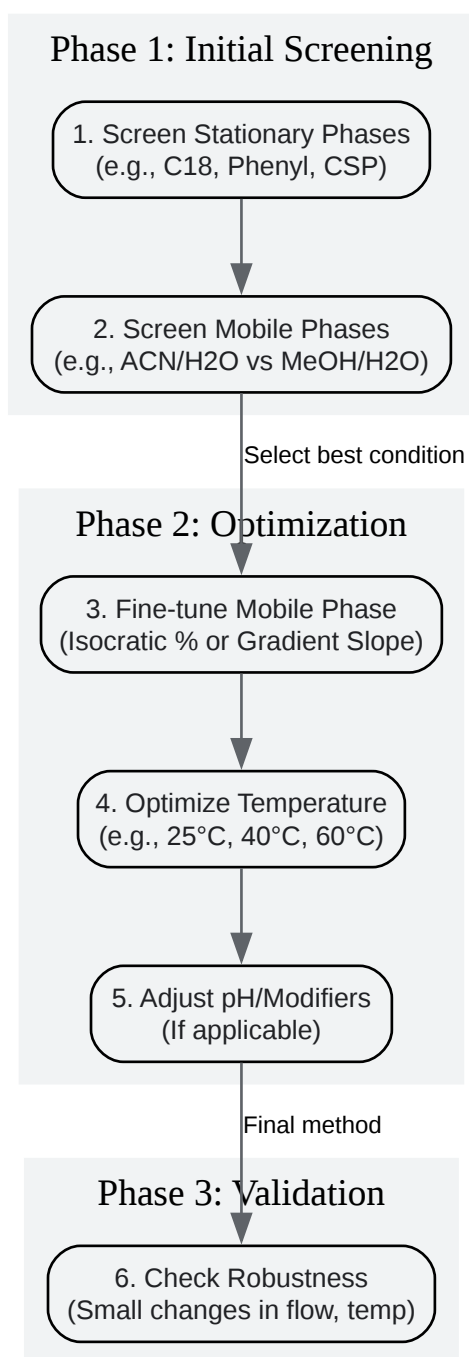 Phase 1: Initial Screening
1. Screen Stationary Phases
(e.g., C18, Phenyl, CSP)
2. Screen Mobile Phases
(e.g., ACN/H2O vs MeOH/H2O)
Select best condition
Phase 2: Optimization
3. Fine-tune Mobile Phase
(Isocratic % or Gradient Slope)
4. Optimize Temperature
(e.g., 25°C, 40°C, 60°C)
5. Adjust pH/Modifiers
(If applicable)
Final method
Phase 3: Validation
6. Check Robustness
(Small changes in flow, temp)